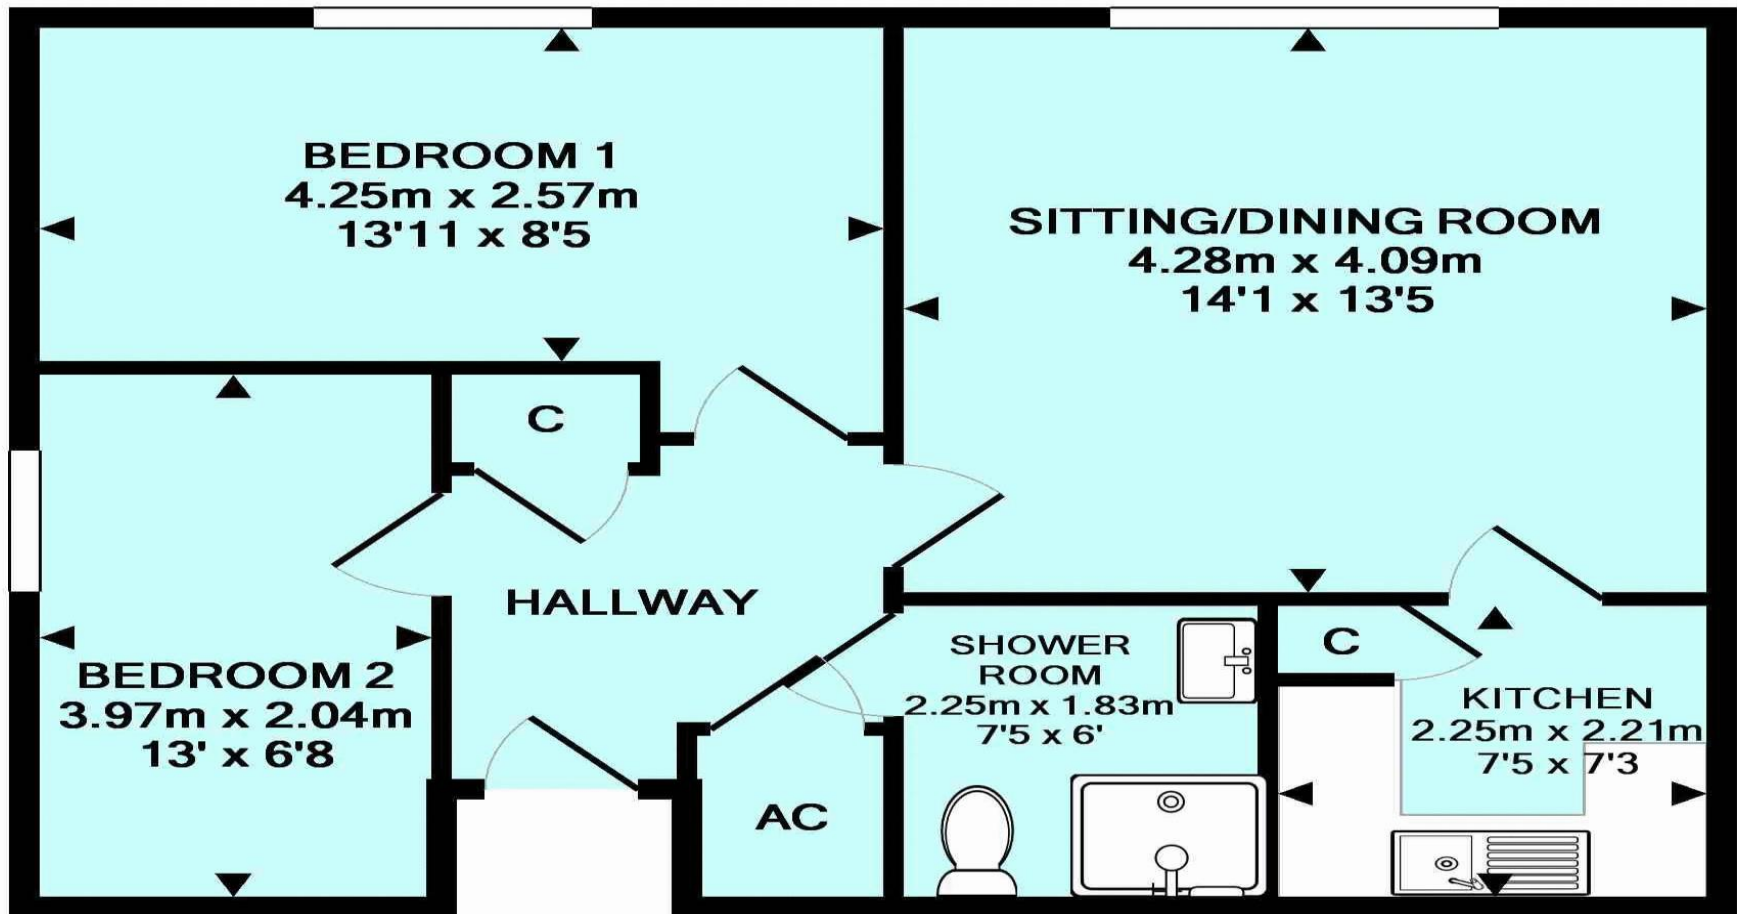 BEDROOM 1
4.25m x 2.57m
13'11 x 8'5
SITTING/DINING ROOM
4.28m x 4.09m
14'1 x 13'5
C
HALLWAY
BEDROOM 2
3.97m x 2.04m
13' x 6'8
SHOWER
ROOM
2.25m x 1.83m
7'5 x 6'
C
KITCHEN
2.25m x 2.21m
7'5 x 7'3
AC